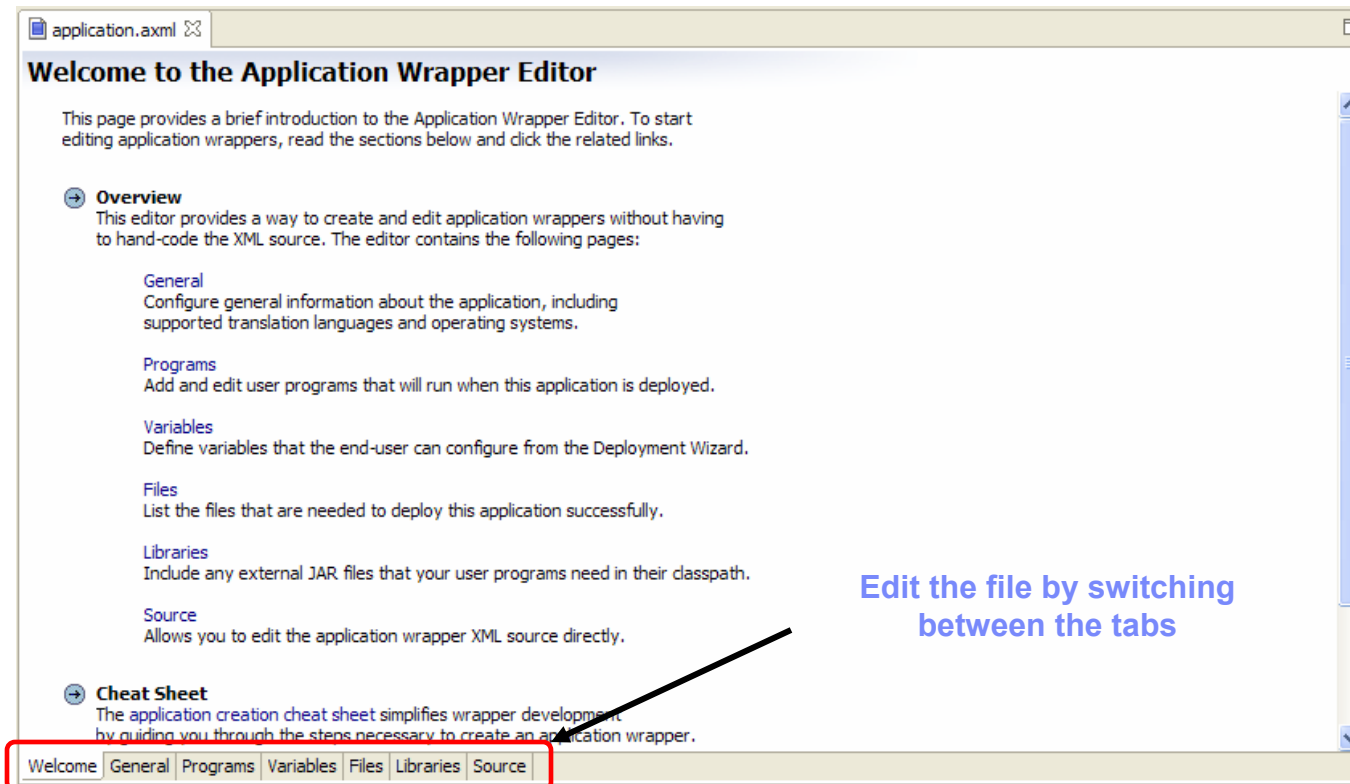 application.axml
Welcome to the Application Wrapper Editor
This page provides a brief introduction to the Application Wrapper Editor. To start
editing application wrappers, read the sections below and click the related links.
Overview
This editor provides a way to create and edit application wrappers without having
to hand-code the XML source. The editor contains the following pages:
General
Configure general information about the application, including
supported translation languages and operating systems.
Programs
Add and edit user programs that will run when this application is deployed.
Variables
Define variables that the end-user can configure from the Deployment Wizard.
Files
List the files that are needed to deploy this application successfully.
Libraries
Include any external JAR files that your user programs need in their classpath.
Source
Allows you to edit the application wrapper XML source directly.
Edit the file by switching
between the tabs
Cheat Sheet
The application creation cheat sheet simplifies wrapper development
by guiding you through the steps necessary to create an application wrapper.
Welcome General Programs Variables Files Libraries Source